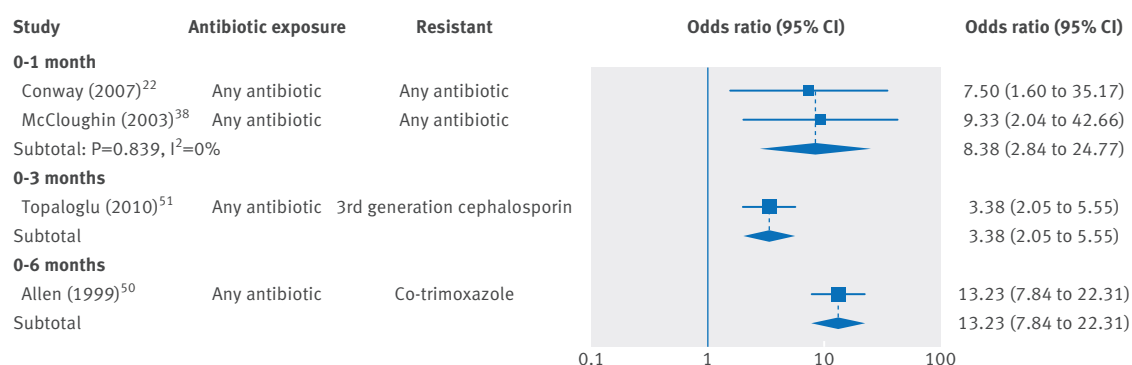 Study Antibiotic exposure Resistant Odds ratio (95% CI) Odds ratio (95% CI)
0-1 month
Conway (2007)22 Any antibiotic Any antibiotic 7.50 (1.60 to 35.17)
McCloughin (2003)38 Any antibiotic Any antibiotic 9.33 (2.04 to 42.66)
Subtotal: P=0.839, I2=0% 8.38 (2.84 to 24.77)
0-3 months
Topaloglu (2010)51 Any antibiotic 3rd generation cephalosporin 3.38 (2.05 to 5.55)
Subtotal 3.38 (2.05 to 5.55)
0-6 months
Allen (1999)50 Any antibiotic Co-trimoxazole 13.23 (7.84 to 22.31)
Subtotal 13.23 (7.84 to 22.31)
0.1 1 10 100